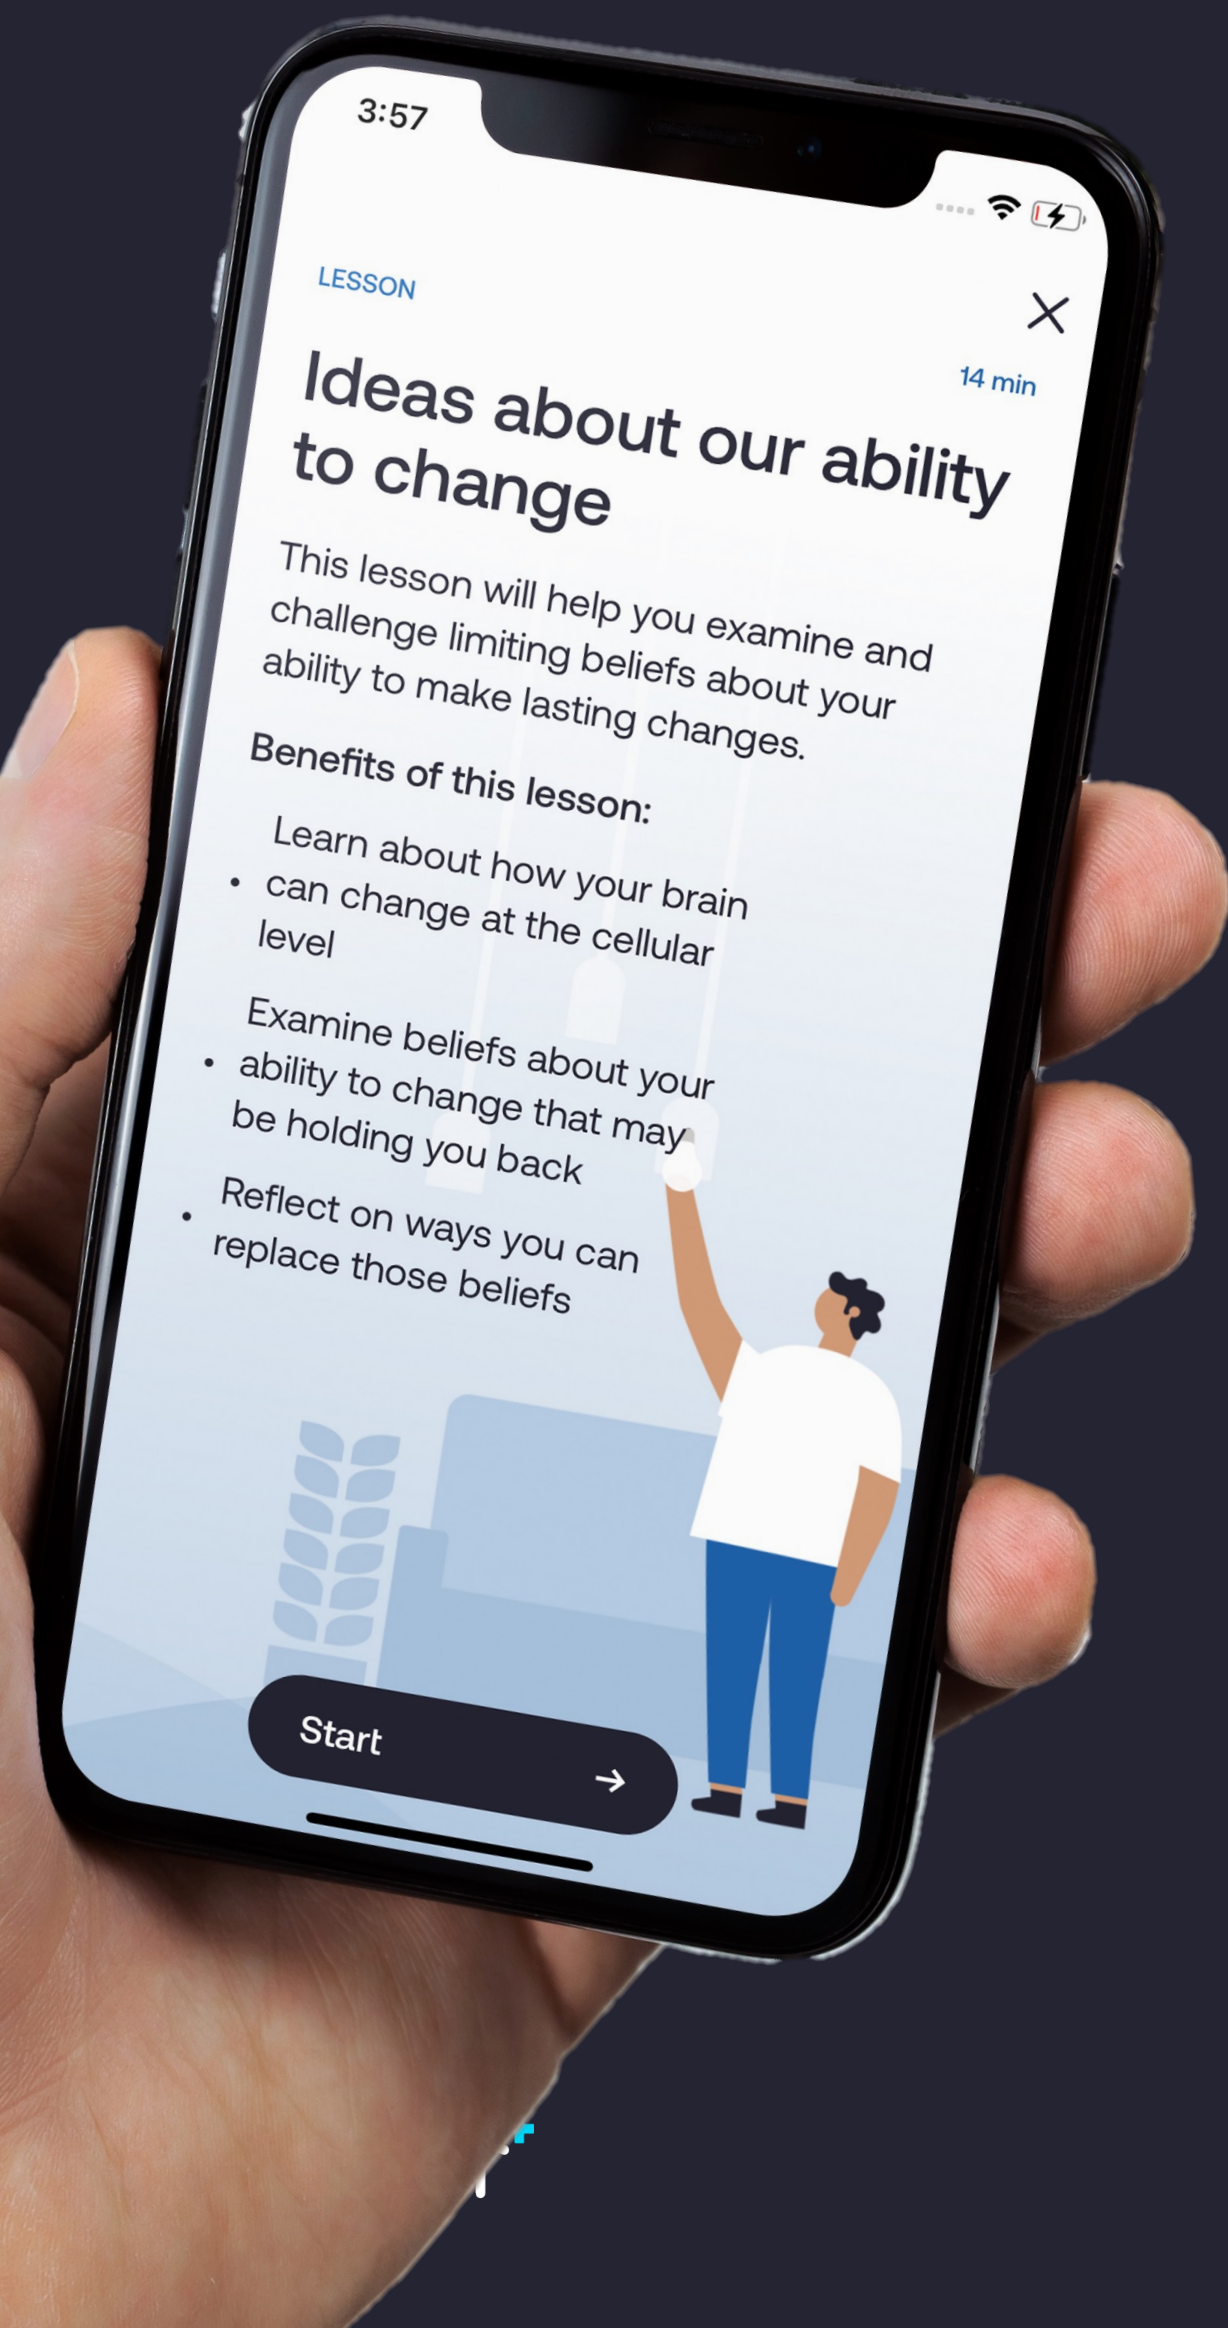 3:57
LESSON
14 min
Ideas about our ability
to change
This lesson will help you examine and
challenge limiting beliefs about your
ability to make lasting changes.
Benefits of this lesson:
Learn about how your brain
• can change at the cellular
level
Examine beliefs about your
• ability to change that may
be holding you back
• Reflect on ways you can
replace those beliefs
Start →